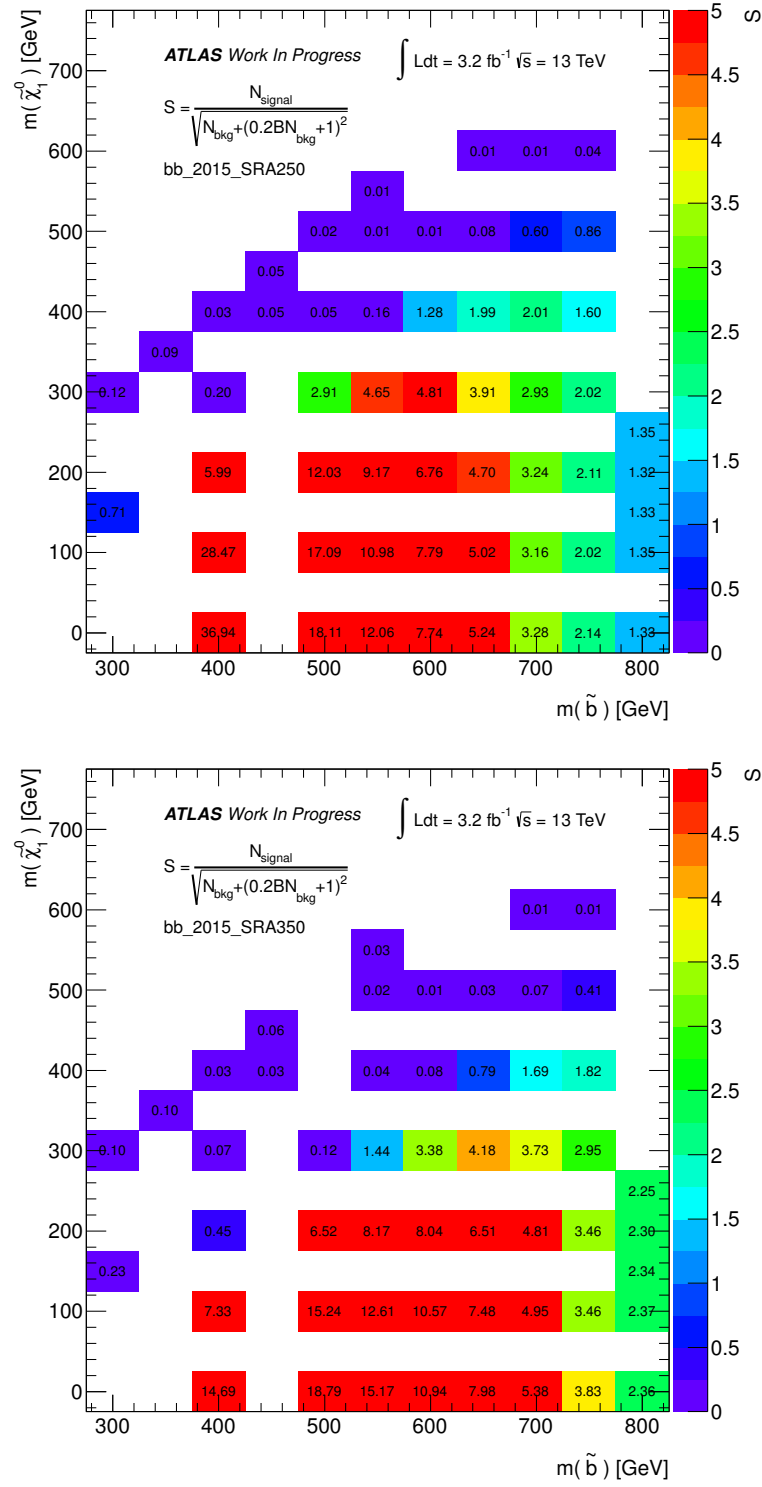 m(χ̃₁⁰) [GeV]
700
600
500
400
300
200
100
0
ATLAS Work In Progress
∫ Ldt = 3.2 fb⁻¹ √s = 13 TeV
S = N_signal / √(N_bkg+(0.2BN_bkg+1)²)
bb_2015_SRA250
0.01 0.01 0.04
0.01
0.02 0.01 0.01 0.08 0.60 0.86
0.05
0.03 0.05 0.05 0.16 1.28 1.99 2.01 1.60
0.09
0.12 0.20 2.91 4.65 4.81 3.91 2.93 2.02
1.35
5.99 12.03 9.17 6.76 4.70 3.24 2.11 1.32
0.71 1.33
28.47 17.09 10.98 7.79 5.02 3.16 2.02 1.35
36.94 18.11 12.06 7.74 5.24 3.28 2.14 1.33
300 400 500 600 700 800
m(b̃) [GeV]
S
5
4.5
4
3.5
3
2.5
2
1.5
1
0.5
0
m(χ̃₁⁰) [GeV]
700
600
500
400
300
200
100
0
ATLAS Work In Progress
∫ Ldt = 3.2 fb⁻¹ √s = 13 TeV
S = N_signal / √(N_bkg+(0.2BN_bkg+1)²)
bb_2015_SRA350
0.01 0.01
0.03
0.02 0.01 0.03 0.07 0.41
0.06
0.03 0.03 0.04 0.08 0.79 1.69 1.82
0.10
0.10 0.07 0.12 1.44 3.38 4.18 3.73 2.95
2.25
0.45 6.52 8.17 8.04 6.51 4.81 3.46 2.30
0.23 2.34
7.33 15.24 12.61 10.57 7.48 4.95 3.46 2.37
14.69 18.79 15.17 10.94 7.98 5.38 3.83 2.36
300 400 500 600 700 800
m(b̃) [GeV]
S
5
4.5
4
3.5
3
2.5
2
1.5
1
0.5
0